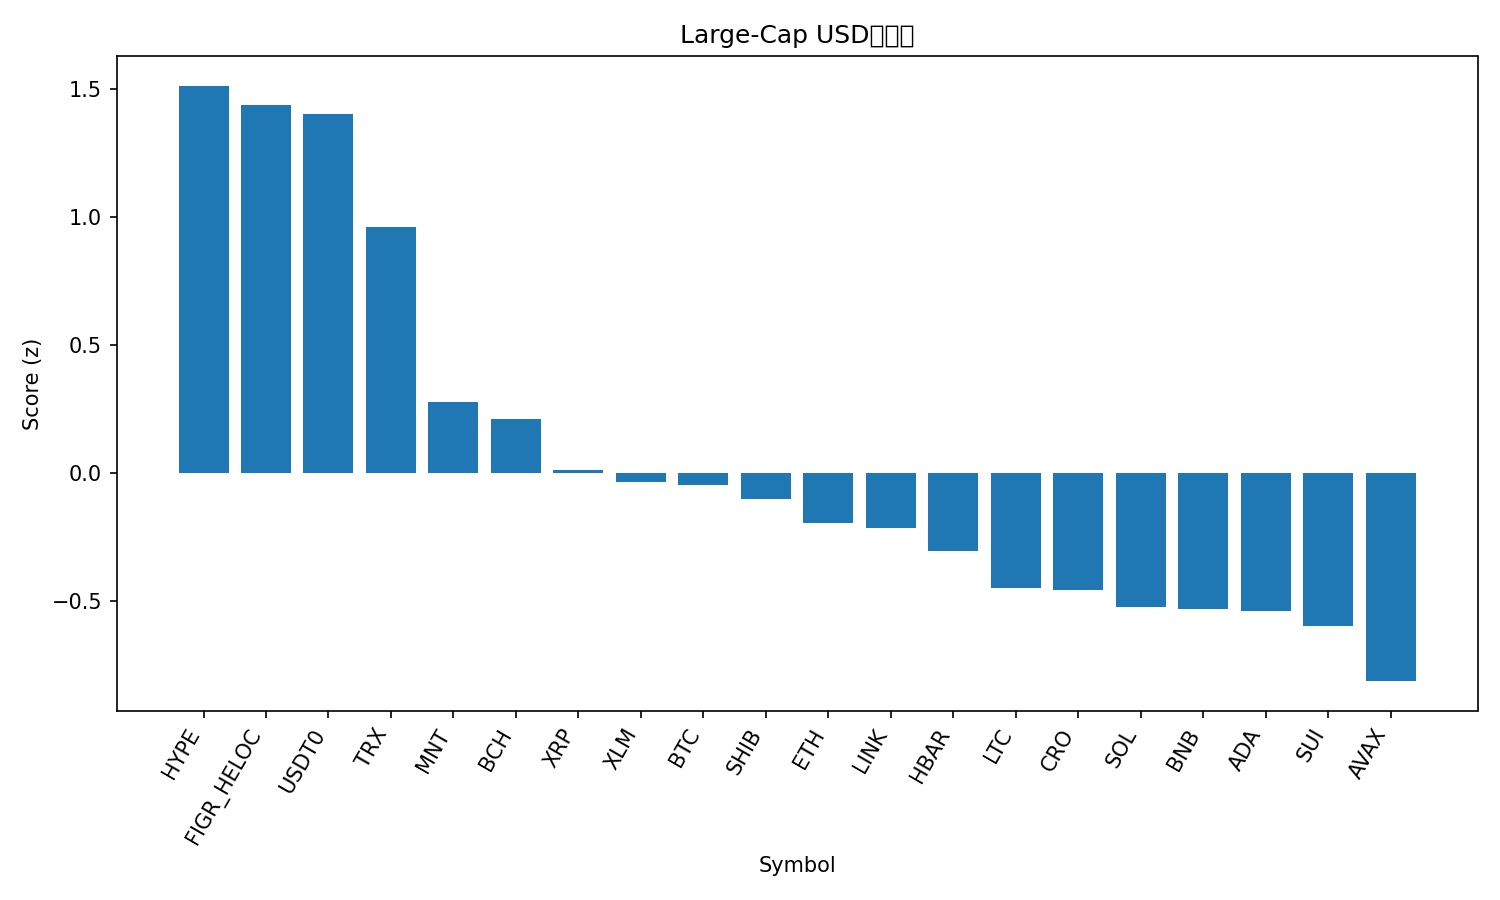 Large-Cap USD
Score (z)
1.5
1.0
0.5
0.0
−0.5
HYPE
FIGR_HELOC
USDT0
TRX
MNT
BCH
XRP
XLM
BTC
SHIB
ETH
LINK
HBAR
LTC
CRO
SOL
BNB
ADA
SUI
AVAX
Symbol